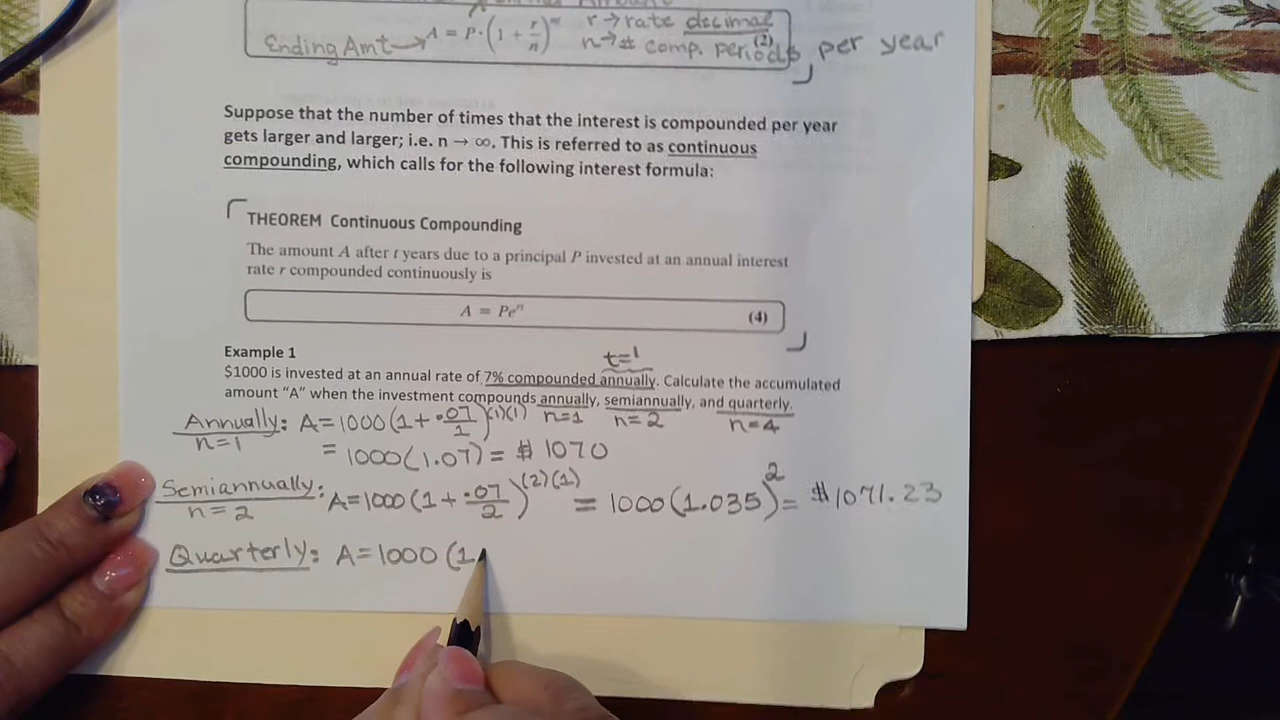 A = P·(1 + r/n)^nt r→rate decimal
Ending Amt→ n→# comp. periods per year
(2)
Suppose that the number of times that the interest is compounded per year
gets larger and larger; i.e. n → ∞. This is referred to as continuous
compounding, which calls for the following interest formula:
THEOREM Continuous Compounding
The amount A after t years due to a principal P invested at an annual interest
rate r compounded continuously is
A = Pe^rt (4)
Example 1
t=1
$1000 is invested at an annual rate of 7% compounded annually. Calculate the accumulated
amount “A” when the investment compounds annually, semiannually, and quarterly.
n=1 n=2 n=4
Annually: A=1000(1+.07/1)^(1)(1)
n=1
= 1000(1.07) = $1070
Semiannually: A=1000(1+.07/2)^(2)(1) = 1000(1.035)^2 = $1071.23
n=2
Quarterly: A=1000(1